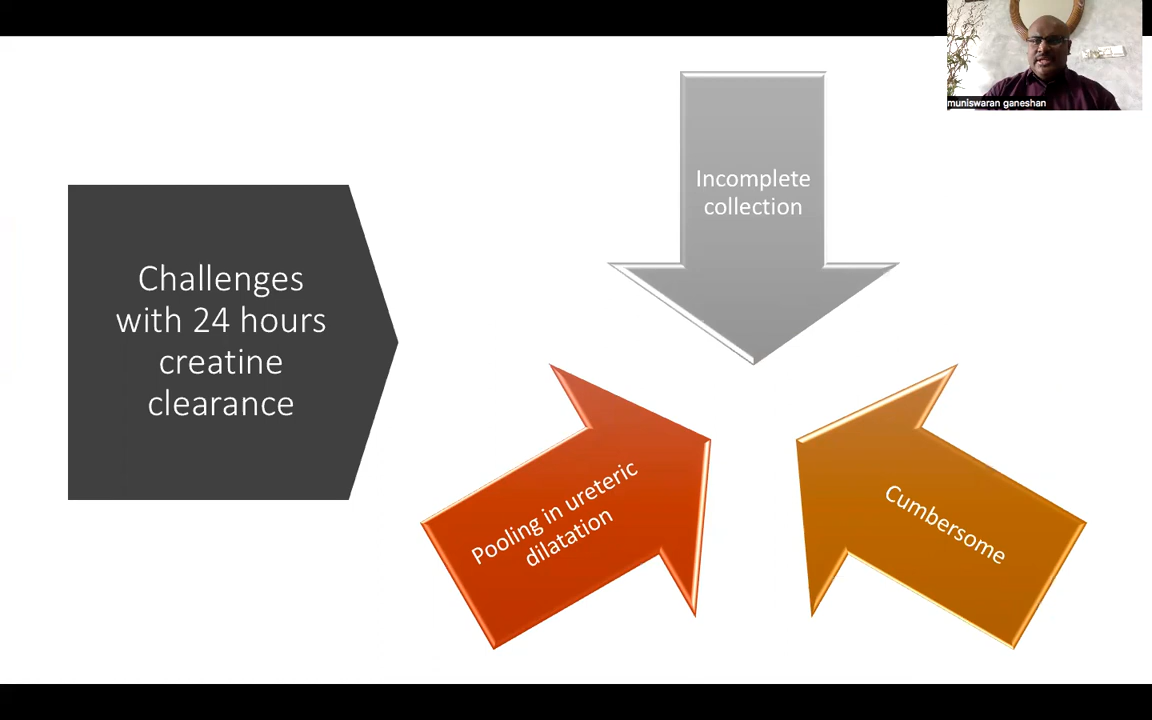 muniswaran ganeshan
Incomplete
collection
Challenges
with 24 hours
creatine
clearance
Pooling in ureteric
dilatation
Cumbersome